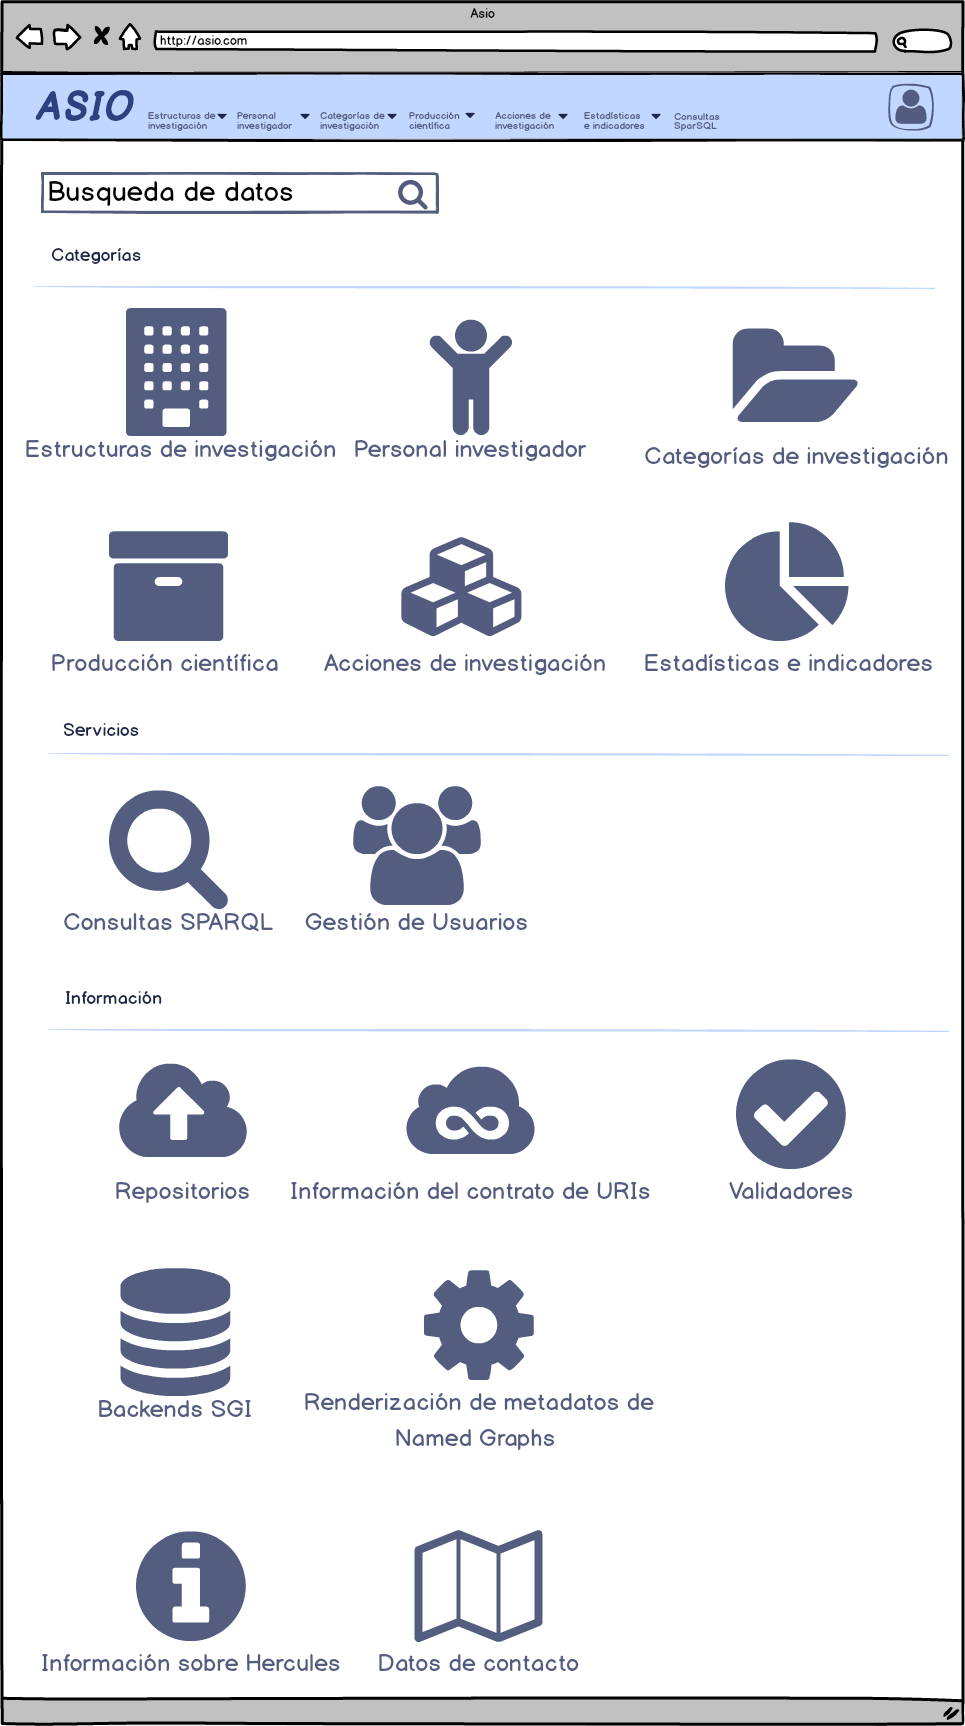 Asio
http://asio.com
ASIO
Estructuras de
investigación
Personal
investigador
Categorías de
investigación
Producción
científica
Acciones de
investigación
Estadísticas
e indicadores
Consultas
SparSQL
Busqueda de datos
Categorías
Estructuras de investigación
Personal investigador
Categorías de investigación
Producción científica
Acciones de investigación
Estadísticas e indicadores
Servicios
Consultas SPARQL
Gestión de Usuarios
Información
Repositorios
Información del contrato de URIs
Validadores
Backends SGI
Renderización de metadatos de
Named Graphs
Información sobre Hercules
Datos de contacto